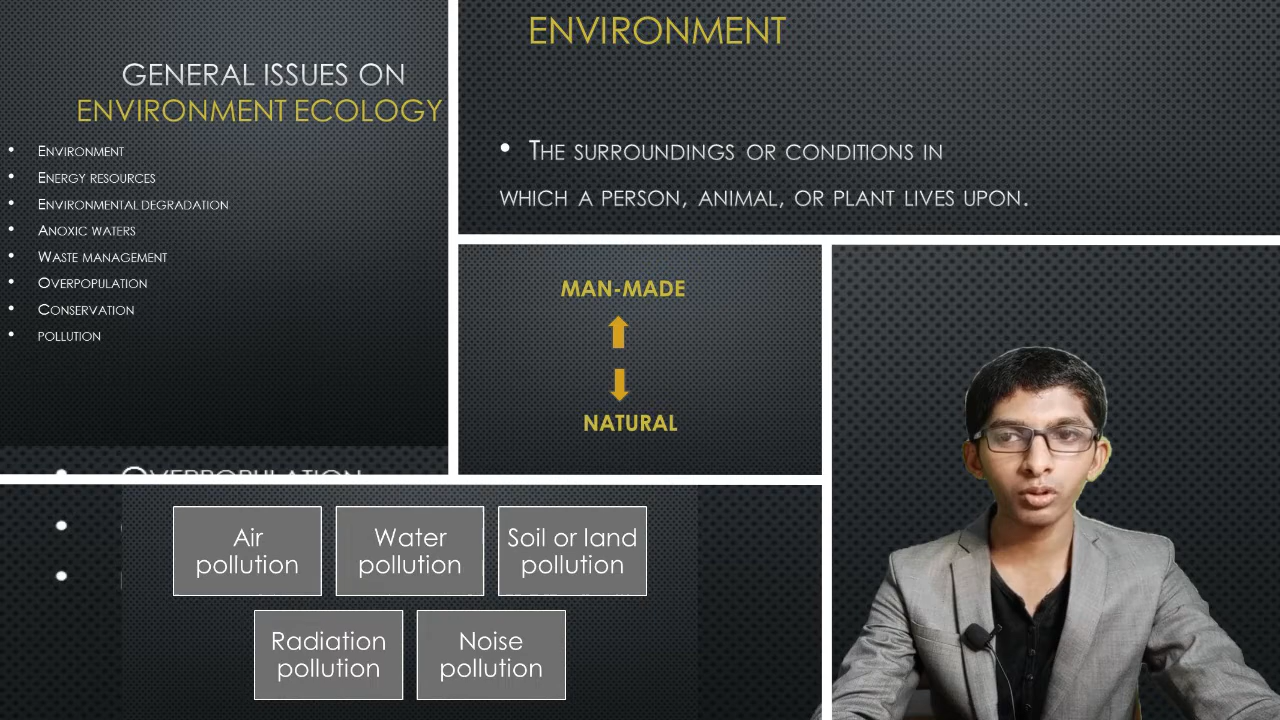 GENERAL ISSUES ON
ENVIRONMENT ECOLOGY
• ENVIRONMENT
• ENERGY RESOURCES
• ENVIRONMENTAL DEGRADATION
• ANOXIC WATERS
• WASTE MANAGEMENT
• OVERPOPULATION
• CONSERVATION
• POLLUTION
• OVERPOPULATION
ENVIRONMENT
• THE SURROUNDINGS OR CONDITIONS IN
WHICH A PERSON, ANIMAL, OR PLANT LIVES UPON.
MAN-MADE
NATURAL
Air
pollution
Water
pollution
Soil or land
pollution
Radiation
pollution
Noise
pollution